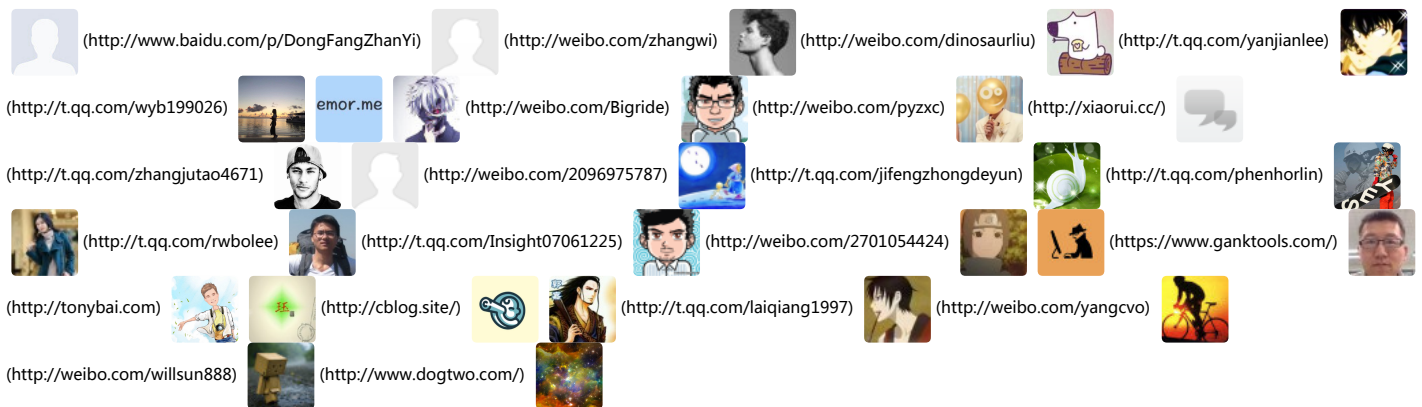 (http://www.baidu.com/p/DongFangZhanYi) (http://weibo.com/zhangwi) (http://weibo.com/dinosaurliu) (http://t.qq.com/yanjianlee)
(http://t.qq.com/wyb199026) emor.me (http://weibo.com/Bigride) (http://weibo.com/pyzxc) (http://xiaorui.cc/)
(http://t.qq.com/zhangjutao4671) (http://weibo.com/2096975787) (http://t.qq.com/jifengzhongdeyun) (http://t.qq.com/phenhorlin)
(http://t.qq.com/rwbolee) (http://t.qq.com/Insight07061225) (http://weibo.com/2701054424) (https://www.ganktools.com/)
(http://tonybai.com) (http://cblog.site/) (http://t.qq.com/laiqiang1997) (http://weibo.com/yangcvo)
(http://weibo.com/willsun888) (http://www.dogtwo.com/)